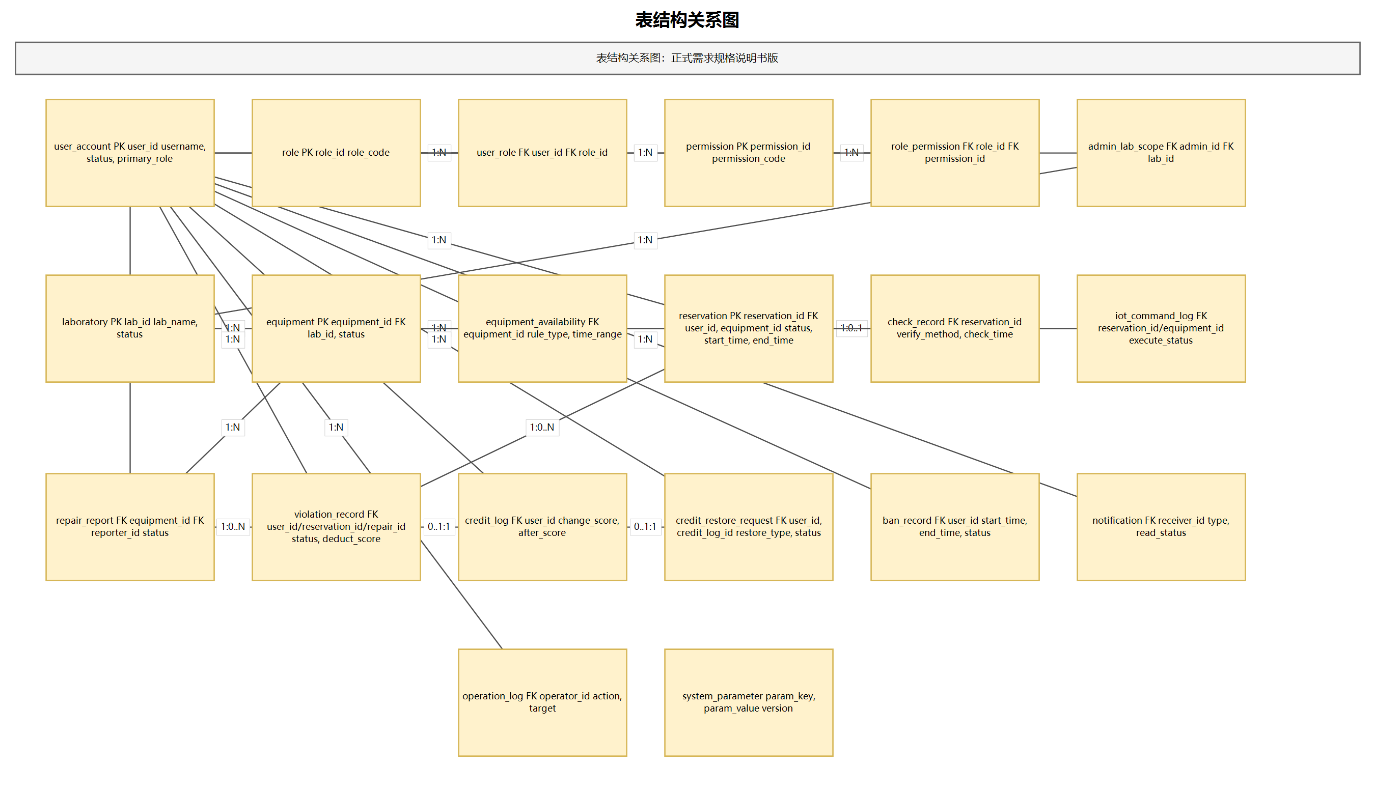 表结构关系图
表结构关系图：正式需求规格说明书版
user_account PK user_id username,
status, primary_role
role PK role_id role_code
1:N
user_role FK user_id FK role_id
1:N
permission PK permission_id
permission_code
1:N
role_permission FK role_id FK
permission_id
admin_lab_scope FK admin_id FK
lab_id
1:N
1:N
laboratory PK lab_id lab_name,
status
1:N
1:N
equipment PK equipment_id FK
lab_id, status
1:N
1:N
equipment_availability FK
equipment_id rule_type, time_range
1:N
reservation PK reservation_id FK
user_id, equipment_id status,
start_time, end_time
1:0..1
check_record FK reservation_id
verify_method, check_time
iot_command_log FK
reservation_id/equipment_id
execute_status
1:N
1:N
1:0..N
repair_report FK equipment_id FK
reporter_id status
1:0..N
violation_record FK
user_id/reservation_id/repair_id
status, deduct_score
0..1:1
credit_log FK user_id change_score,
after_score
0..1:1
credit_restore_request FK user_id,
credit_log_id restore_type, status
ban_record FK user_id start_time,
end_time, status
notification FK receiver_id type,
read_status
operation_log FK operator_id action,
target
system_parameter param_key,
param_value version